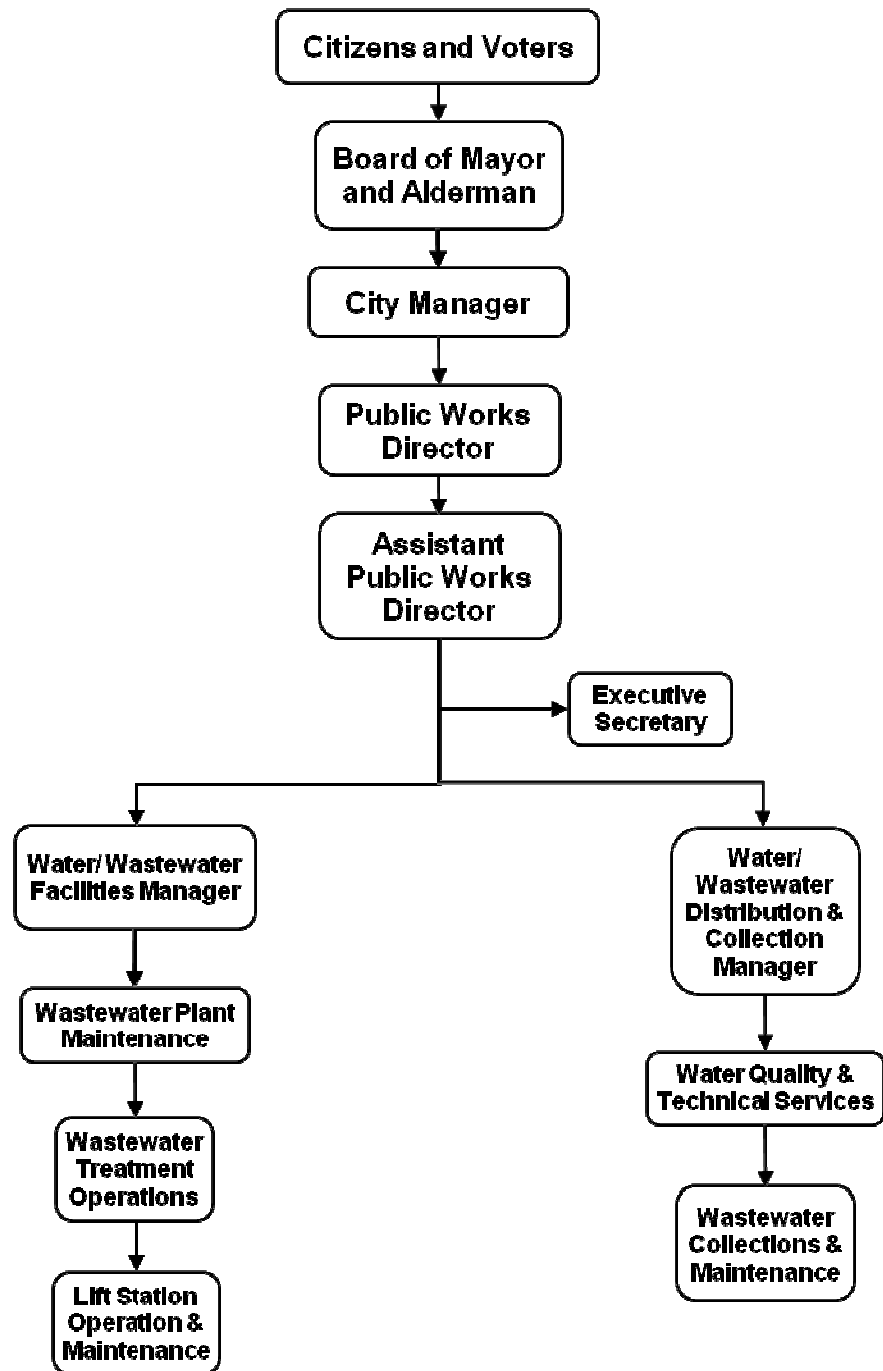 Citizens and Voters
Board of Mayor
and Alderman
City Manager
Public Works
Director
Assistant
Public Works
Director
Executive
Secretary
Water/ Wastewater
Facilities Manager
Wastewater Plant
Maintenance
Wastewater
Treatment
Operations
Lift Station
Operation &
Maintenance
Water/
Wastewater
Distribution &
Collection
Manager
Water Quality &
Technical Services
Wastewater
Collections &
Maintenance